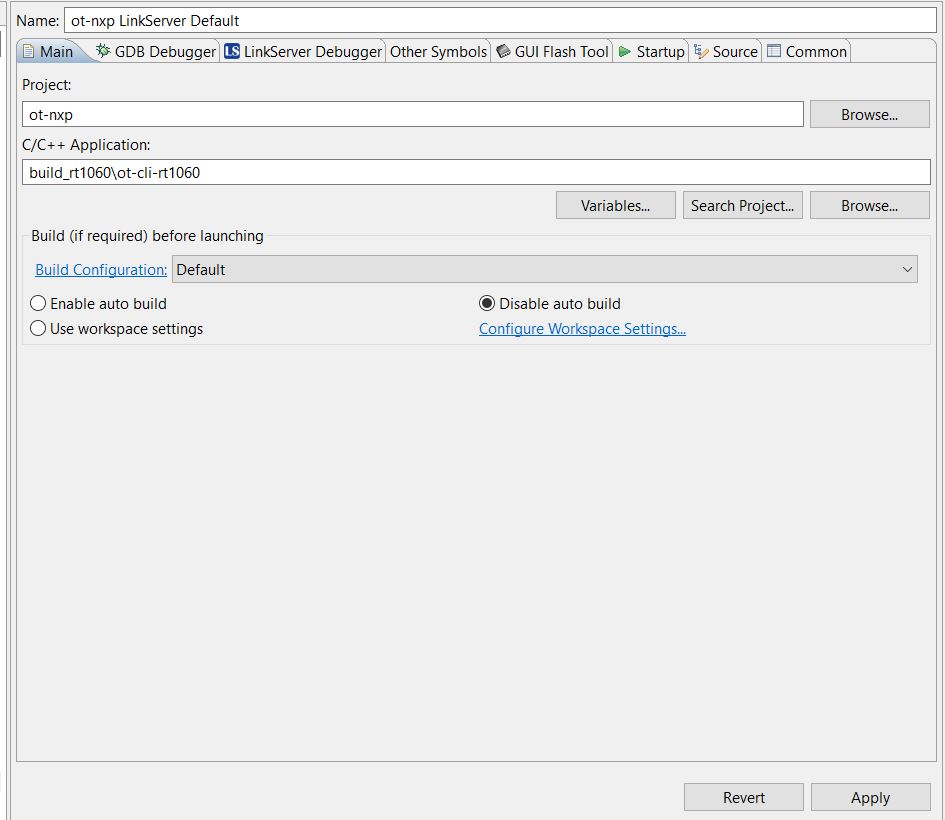 Name: ot-nxp LinkServer Default
Main GDB Debugger LS LinkServer Debugger Other Symbols GUI Flash Tool Startup Source Common
Project:
ot-nxp Browse...
C/C++ Application:
build_rt1060\ot-cli-rt1060
Variables... Search Project... Browse...
Build (if required) before launching
Build Configuration: Default
Enable auto build Disable auto build
Use workspace settings Configure Workspace Settings...
Revert Apply